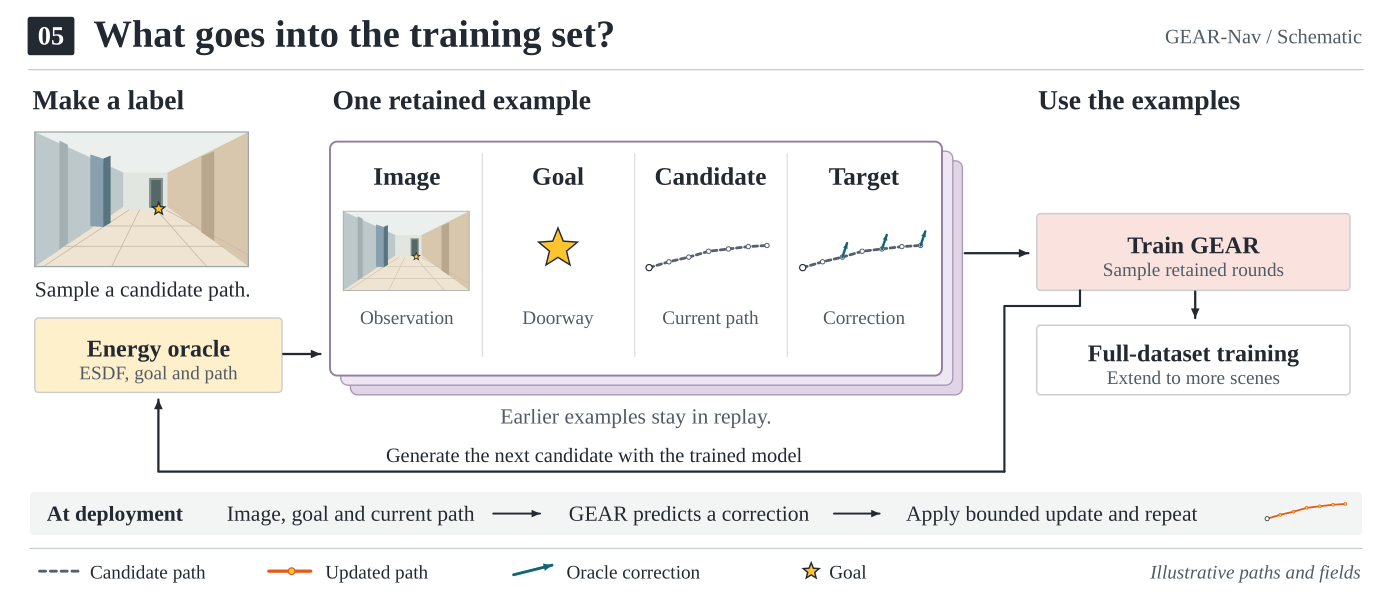 05 What goes into the training set?
GEAR-Nav / Schematic
Make a label
One retained example
Use the examples
Image
Goal
Candidate
Target
Observation
Doorway
Current path
Correction
Sample a candidate path.
Energy oracle
ESDF, goal and path
Train GEAR
Sample retained rounds
Full-dataset training
Extend to more scenes
Earlier examples stay in replay.
Generate the next candidate with the trained model
At deployment
Image, goal and current path
GEAR predicts a correction
Apply bounded update and repeat
Candidate path
Updated path
Oracle correction
Goal
Illustrative paths and fields